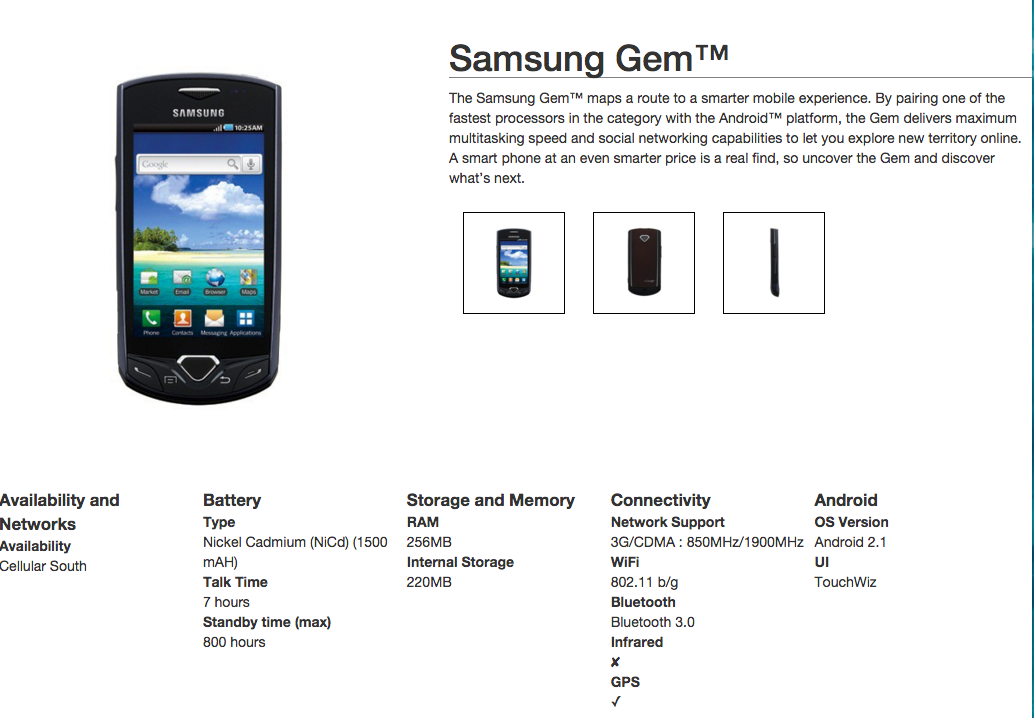 Samsung Gem™
The Samsung Gem™ maps a route to a smarter mobile experience. By pairing one of the
fastest processors in the category with the Android™ platform, the Gem delivers maximum
multitasking speed and social networking capabilities to let you explore new territory online.
A smart phone at an even smarter price is a real find, so uncover the Gem and discover
what's next.
SAMSUNG
10:25AM
Google
Market Email Browser Maps
Phone Contacts Messaging Applications
Availability and
Networks
Availability
Cellular South
Battery
Type
Nickel Cadmium (NiCd) (1500
mAH)
Talk Time
7 hours
Standby time (max)
800 hours
Storage and Memory
RAM
256MB
Internal Storage
220MB
Connectivity
Network Support
3G/CDMA : 850MHz/1900MHz
WiFi
802.11 b/g
Bluetooth
Bluetooth 3.0
Infrared
✘
GPS
✓
Android
OS Version
Android 2.1
UI
TouchWiz